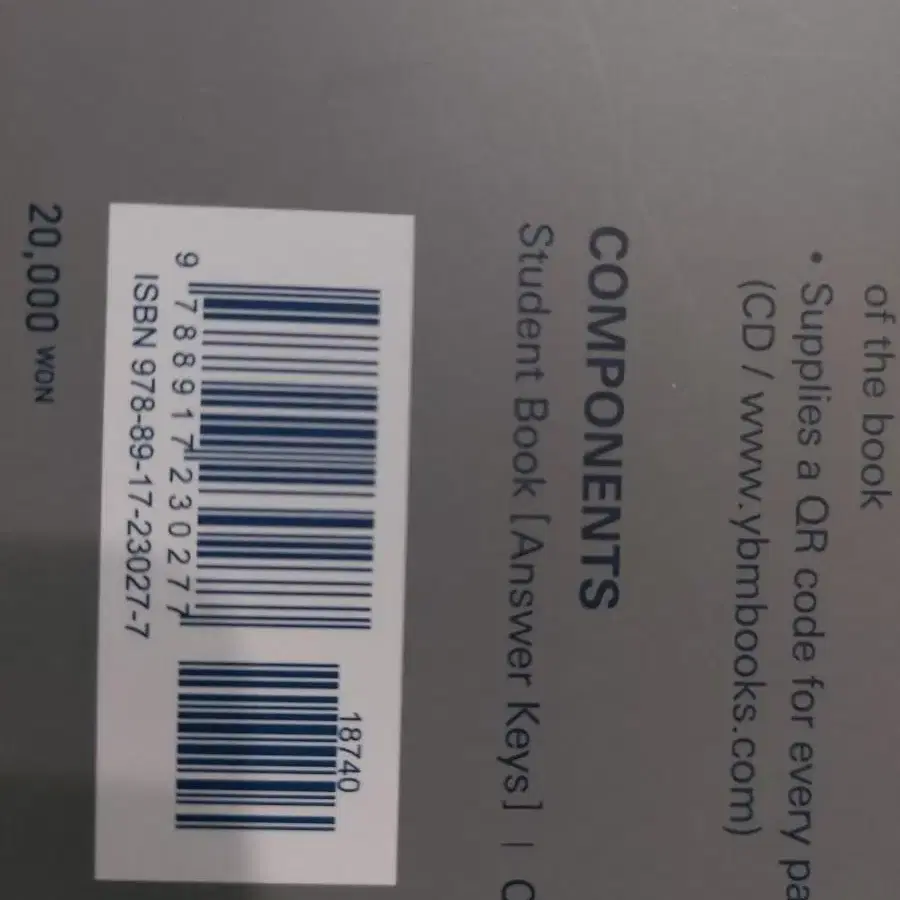 of the book
• Supplies a QR code for every pa
(CD / www.ybmbooks.com)
COMPONENTS
Student Book [Answer Keys] | C
18740
9 788917 230277
ISBN 978-89-17-23027-7
20,000 WON